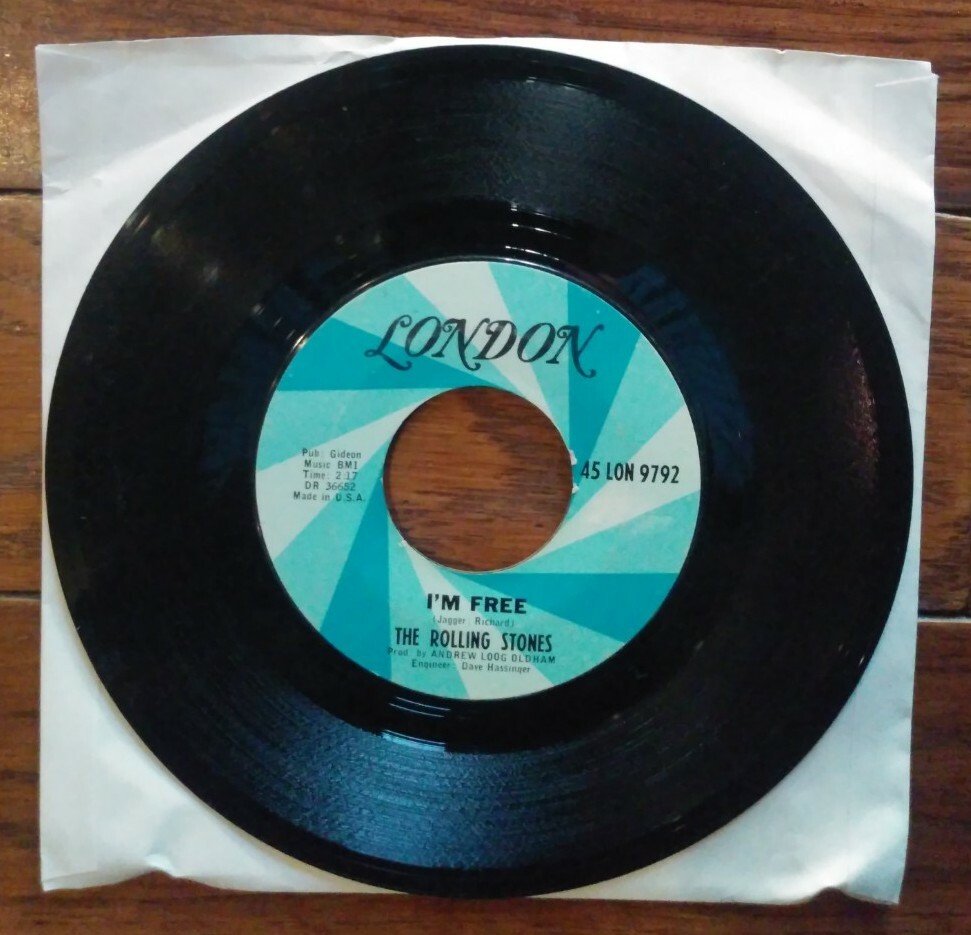 LONDON
Pub: Gideon
Music BMI
Time: 2:17
DR 36652
Made in U.S.A.
45 LON 9792
I'M FREE
(Jagger; Richard)
THE ROLLING STONES
Prod. by ANDREW LOOG OLDHAM
Engineer: Dave Hassinger